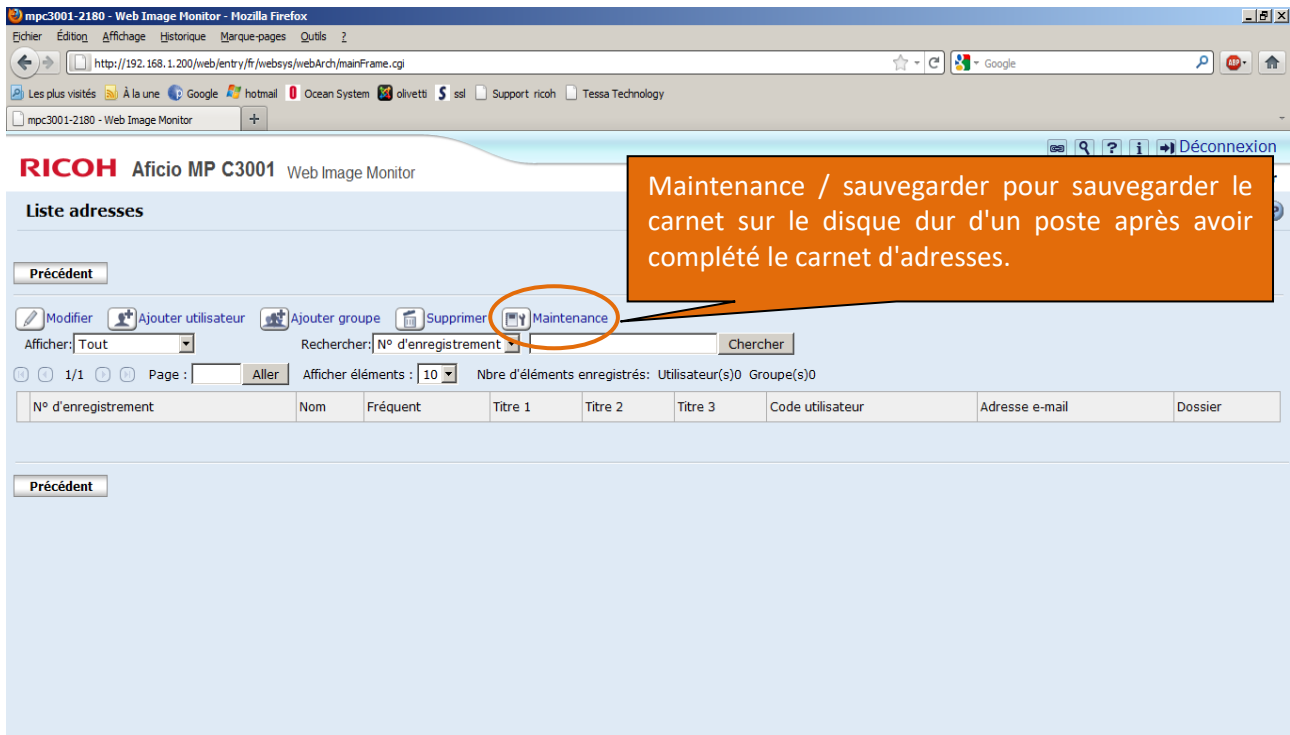 mpc3001-2180 - Web Image Monitor - Mozilla Firefox
Fichier Édition Affichage Historique Marque-pages Outils ?
http://192.168.1.200/web/entry/fr/websys/webArch/mainFrame.cgi
Google
Les plus visités À la une Google hotmail Ocean System olivetti ssl Support ricoh Tessa Technology
mpc3001-2180 - Web Image Monitor
Déconnexion
RICOH Aficio MP C3001 Web Image Monitor
Maintenance / sauvegarder pour sauvegarder le
carnet sur le disque dur d'un poste après avoir
complété le carnet d'adresses.
Liste adresses
Précédent
Modifier Ajouter utilisateur Ajouter groupe Supprimer Maintenance
Afficher: Tout Rechercher: Nº d'enregistrement Chercher
1/1 Page : Aller Afficher éléments : 10 Nbre d'éléments enregistrés: Utilisateur(s)0 Groupe(s)0
Nº d'enregistrement Nom Fréquent Titre 1 Titre 2 Titre 3 Code utilisateur Adresse e-mail Dossier
Précédent